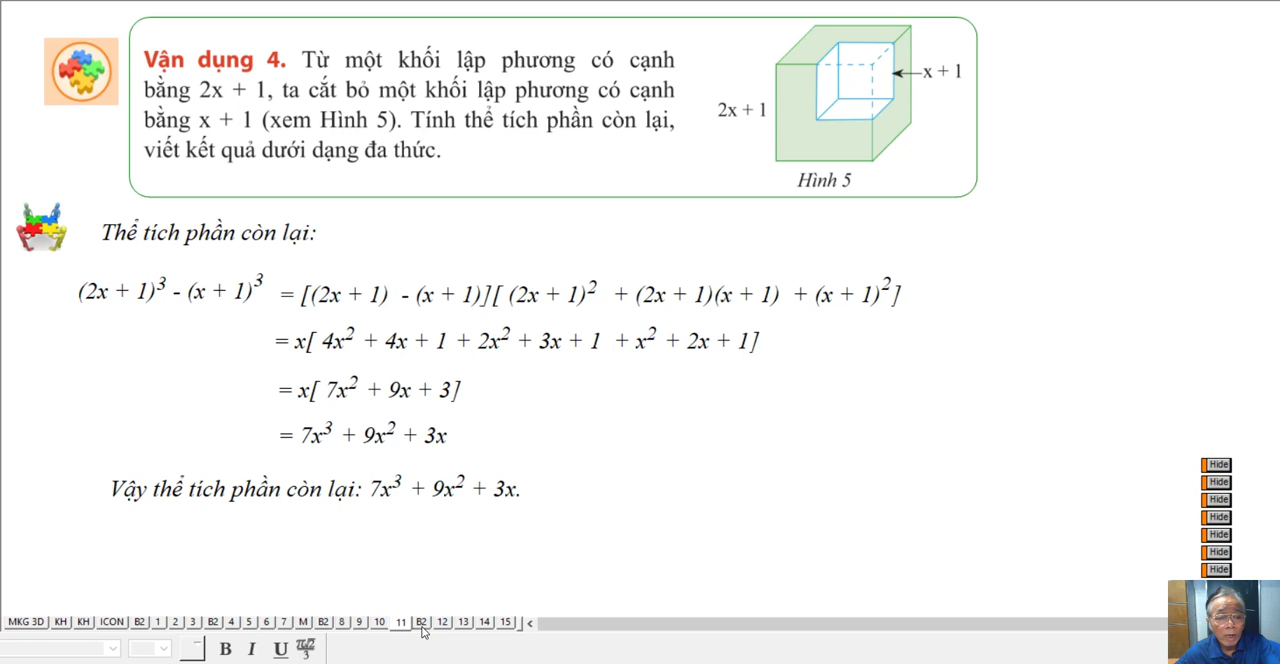 Vận dụng 4. Từ một khối lập phương có cạnh
bằng 2x + 1, ta cắt bỏ một khối lập phương có cạnh
bằng x + 1 (xem Hình 5). Tính thể tích phần còn lại,
viết kết quả dưới dạng đa thức.
x + 1
2x + 1
Hình 5
Thể tích phần còn lại:
(2x + 1)³ - (x + 1)³ = [(2x + 1) - (x + 1)][ (2x + 1)² + (2x + 1)(x + 1) + (x + 1)²]
= x[ 4x² + 4x + 1 + 2x² + 3x + 1 + x² + 2x + 1]
= x[ 7x² + 9x + 3]
= 7x³ + 9x² + 3x
Vậy thể tích phần còn lại: 7x³ + 9x² + 3x.
Hide
Hide
Hide
Hide
Hide
Hide
Hide
MKG 3D KH KH ICON B2 1 2 3 B2 4 5 6 7 M B2 8 9 10 11 B2 12 13 14 15 <
B I U